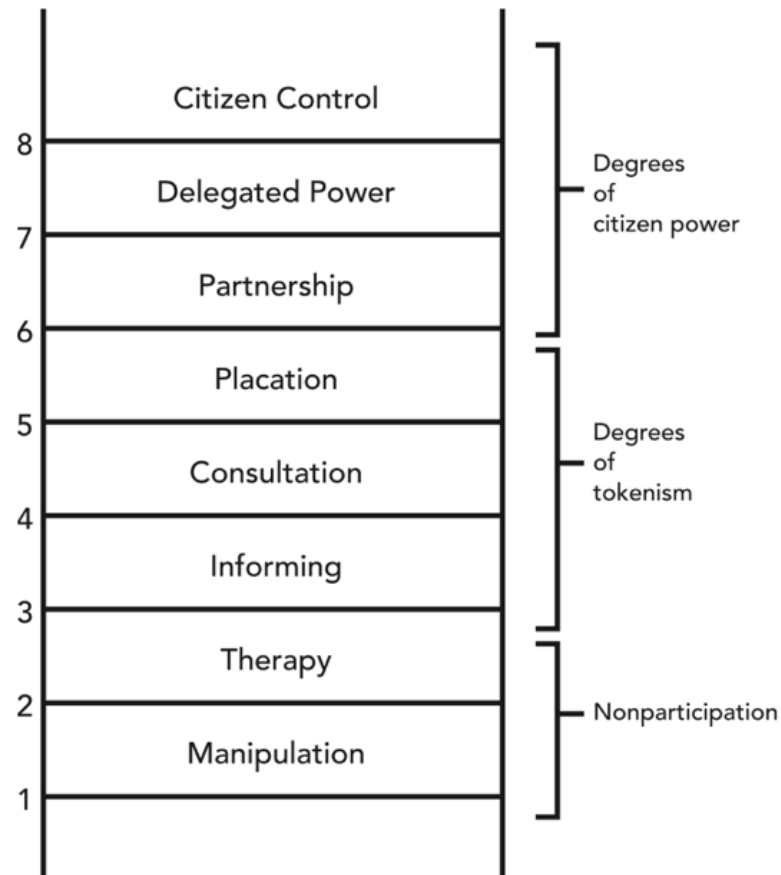 Citizen Control
8
Delegated Power
7
Partnership
6
Placation
5
Consultation
4
Informing
3
Therapy
2
Manipulation
1
Degrees
of
citizen power
Degrees
of
tokenism
Nonparticipation